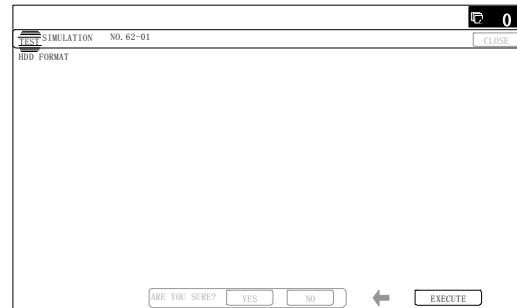 0
TEST SIMULATION NO.62-01 CLOSE
HDD FORMAT
ARE YOU SURE? YES NO EXECUTE